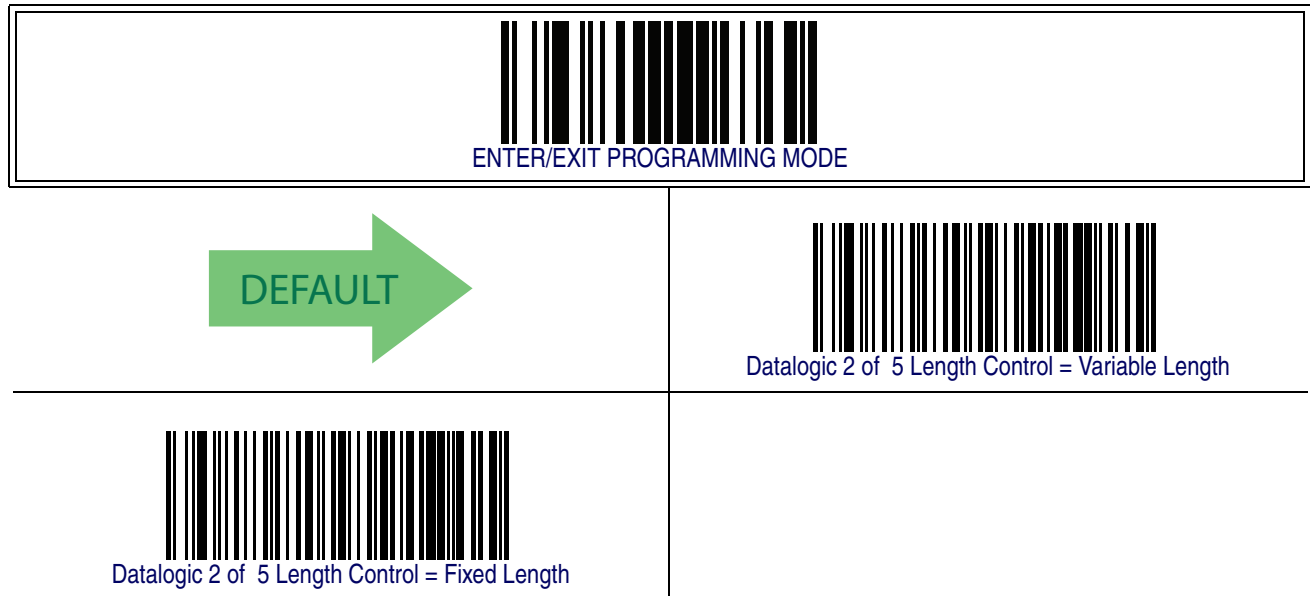 ENTER/EXIT PROGRAMMING MODE
DEFAULT
Datalogic 2 of 5 Length Control = Variable Length
Datalogic 2 of 5 Length Control = Fixed Length